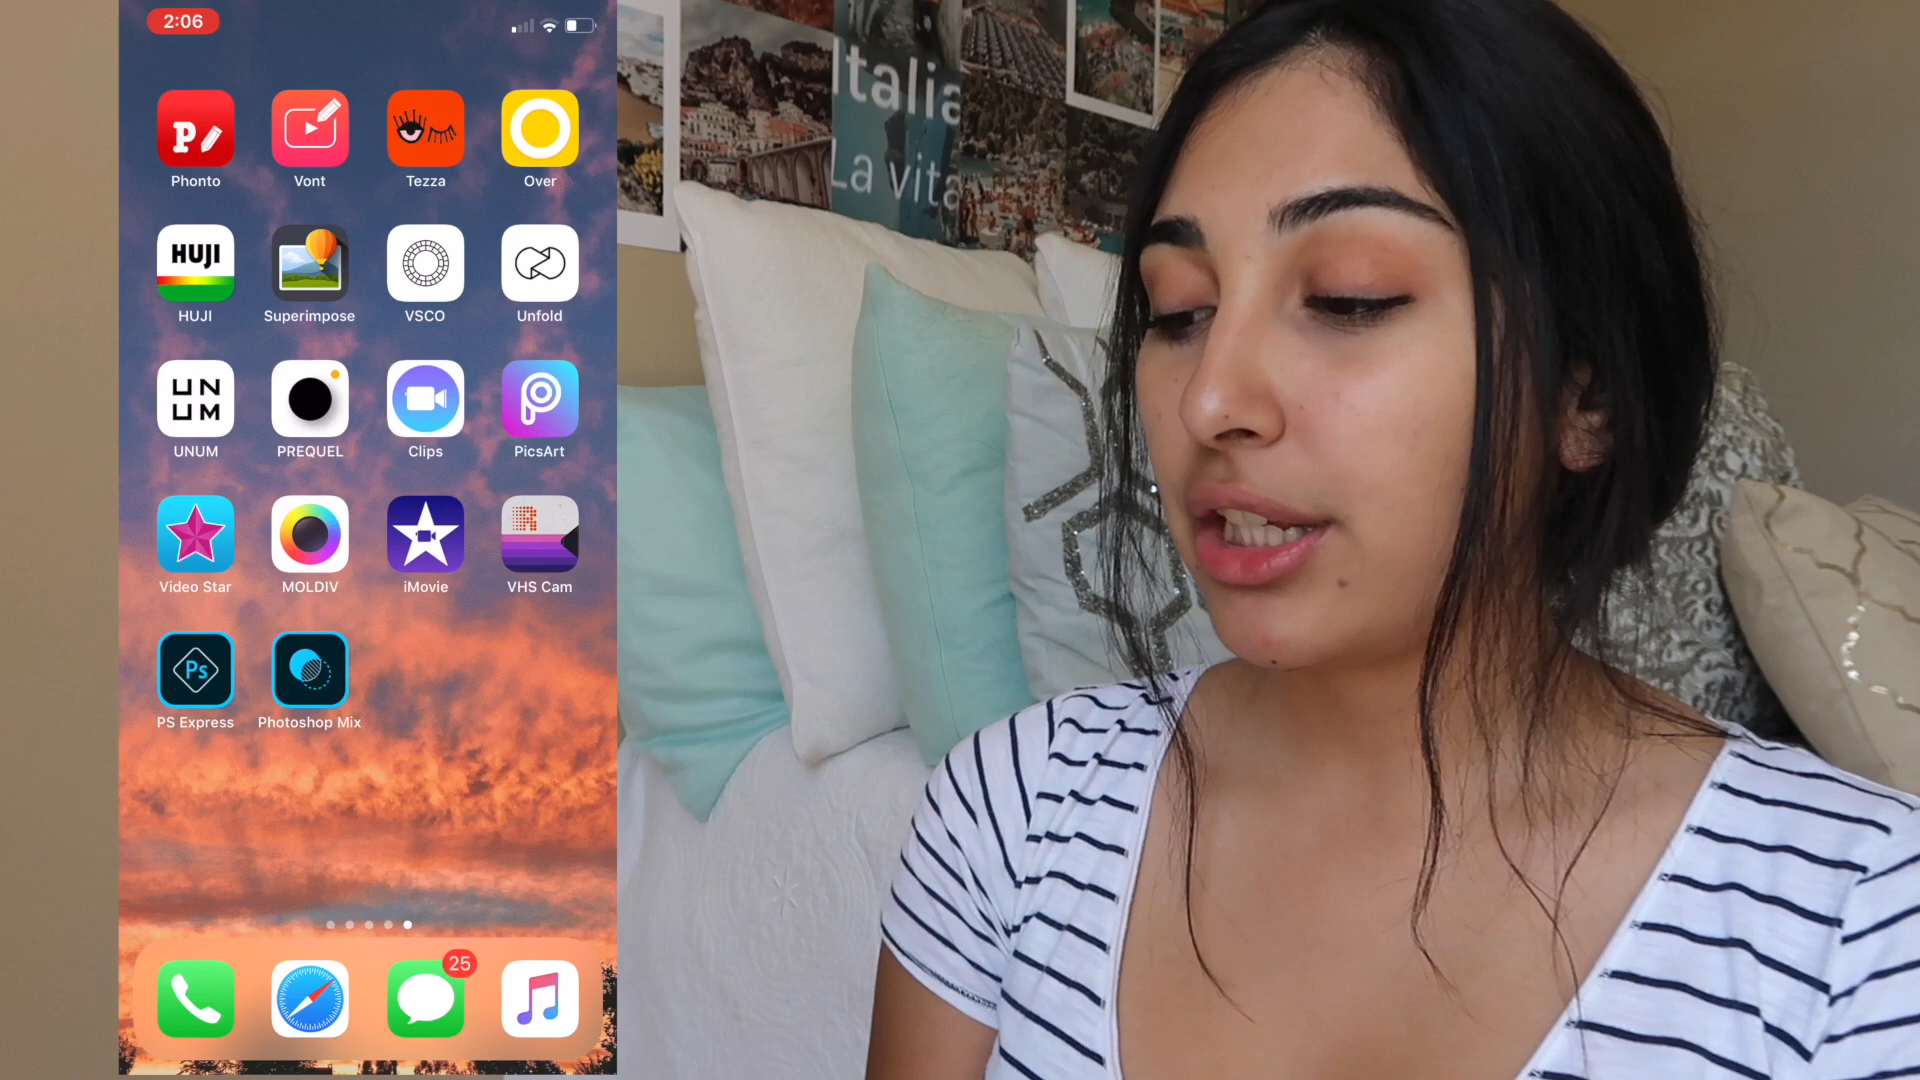 2:06
Italia
La vita
P
Phonto
Vont
Tezza
Over
HUJI
HUJI
Superimpose
VSCO
Unfold
UN
UM
UNUM
PREQUEL
Clips
PicsArt
Video Star
MOLDIV
iMovie
R
VHS Cam
Ps
PS Express
Photoshop Mix
25